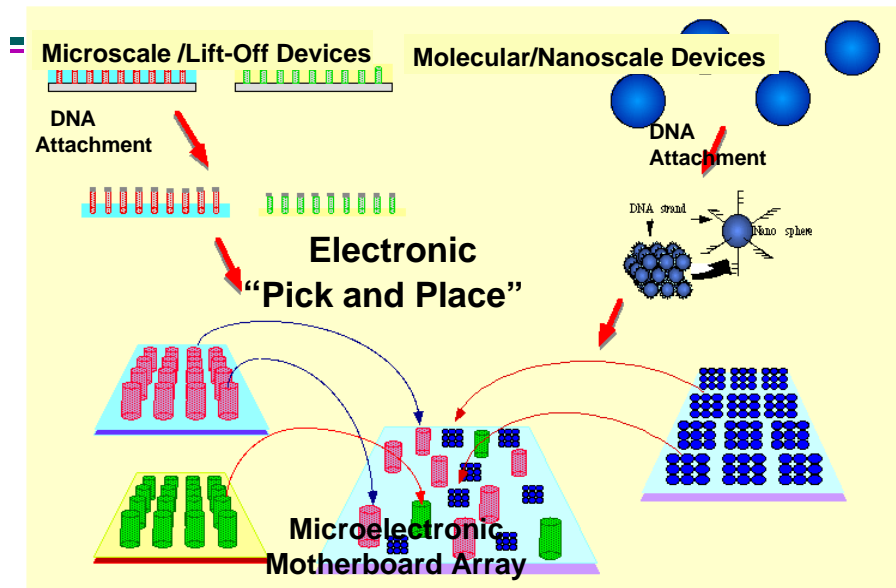 Microscale /Lift-Off Devices
Molecular/Nanoscale Devices
DNA
Attachment
DNA
Attachment
DNA strand
Nano sphere
Electronic
“Pick and Place”
Microelectronic
Motherboard Array